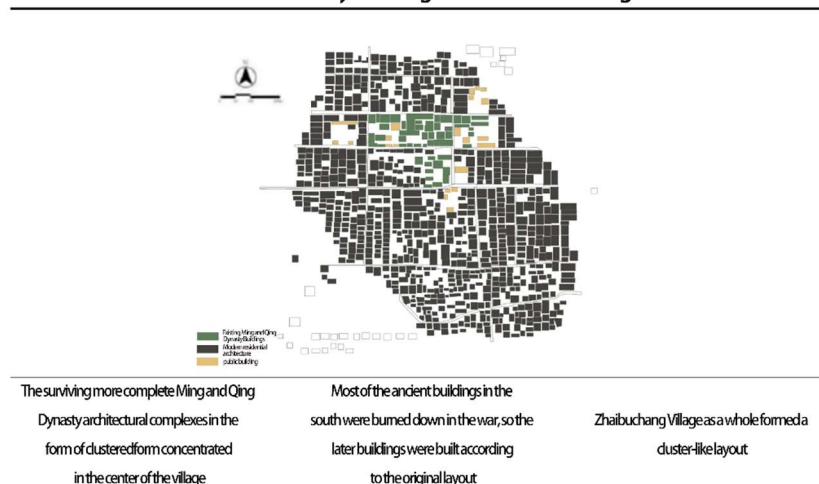 Existing Ming and Qing
Dynasty Buildings
Modern residential
architecture
public building
The surviving more complete Ming and Qing
Dynasty architectural complexes in the
form of clustered form concentrated
in the center of the village
Most of the ancient buildings in the
south were burned down in the war, so the
later buildings were built according
to the original layout
Zhaibuchang Village as a whole formed a
cluster-like layout